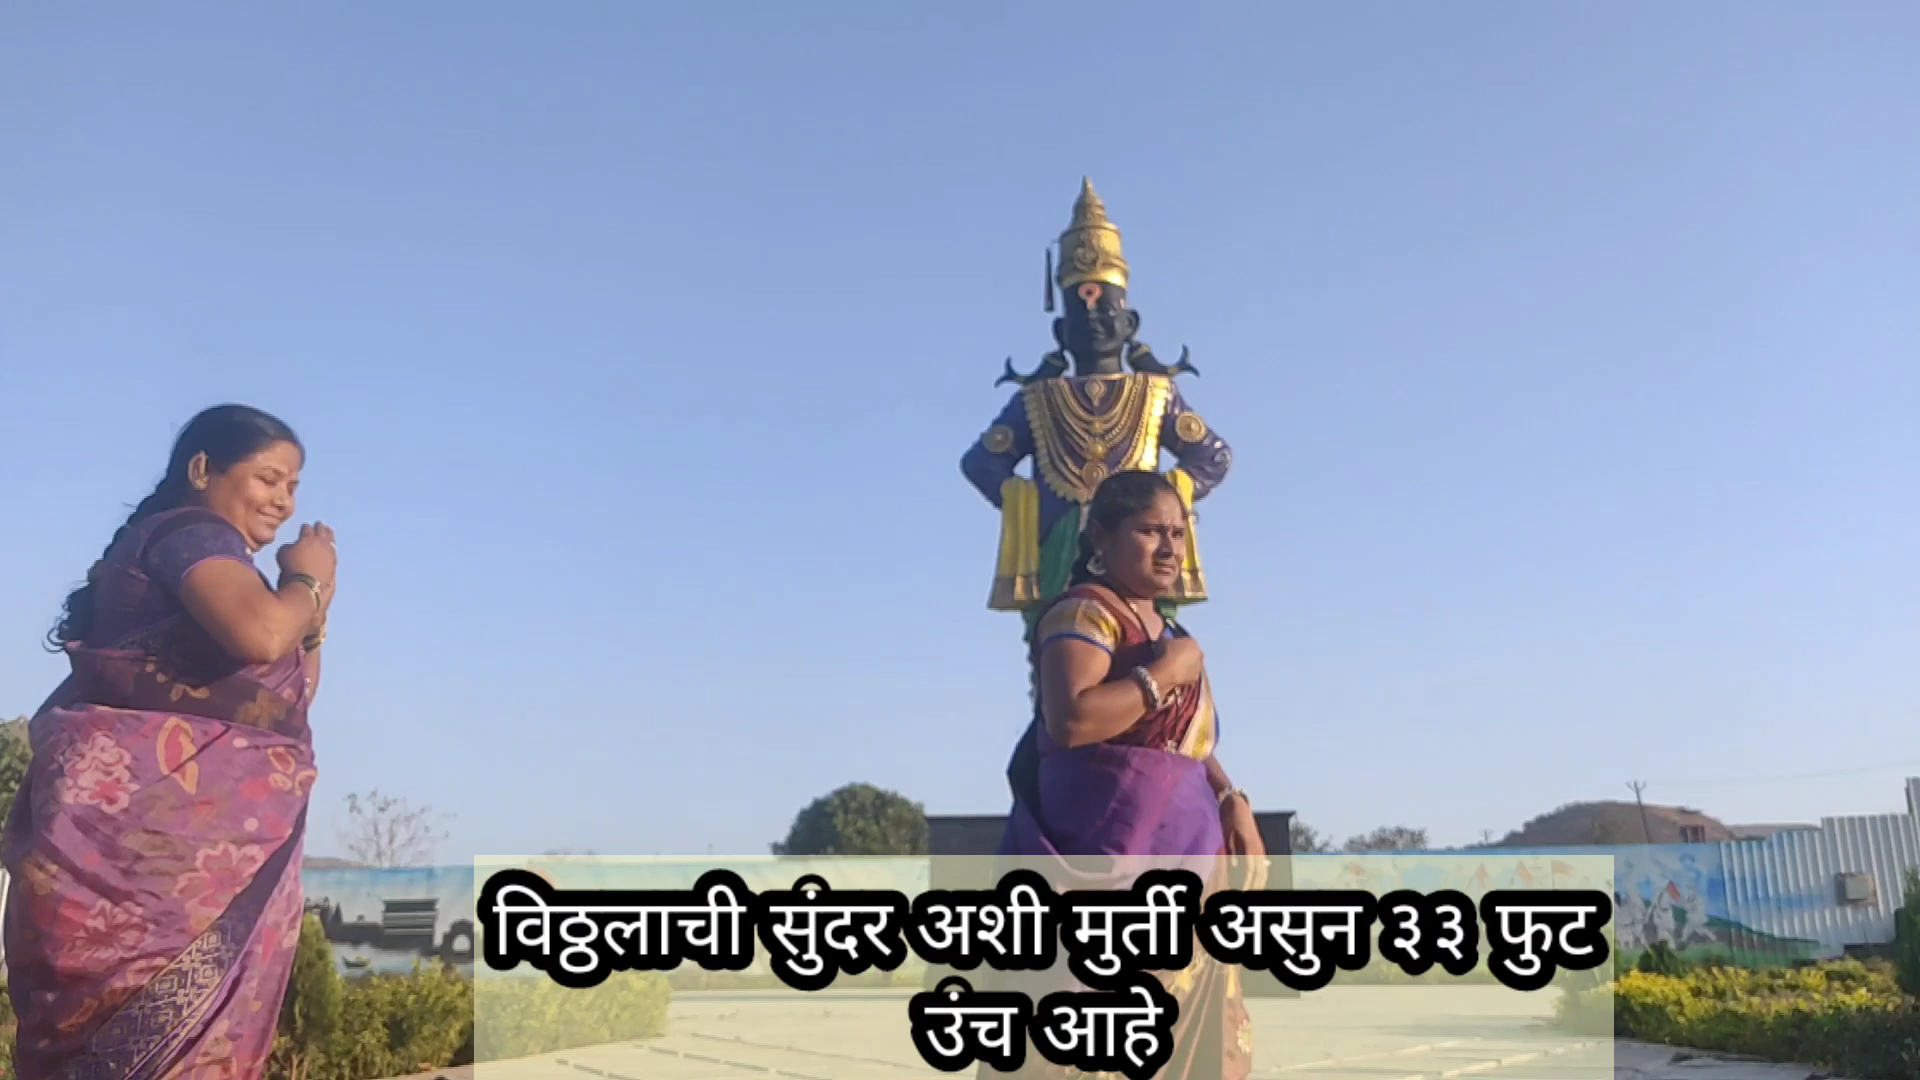 विठ्ठलाची सुंदर अशी मुर्ती असुन ३३ फुट
उंच आहे